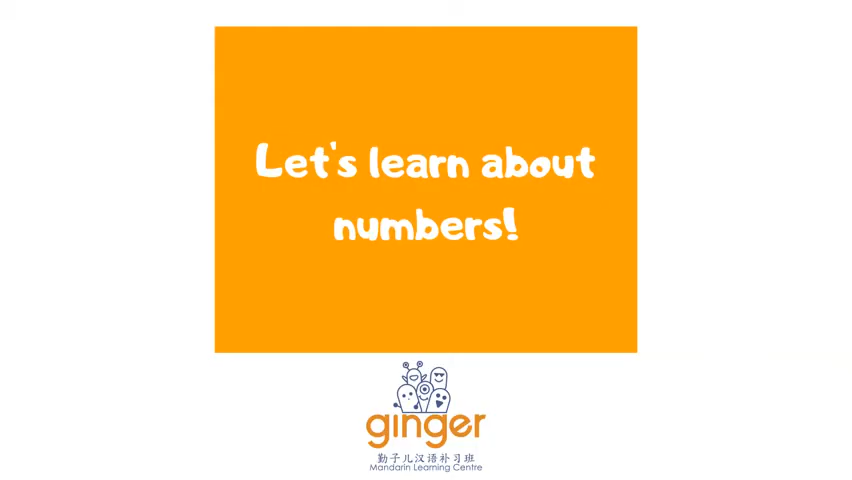 Let's learn about
numbers!
ginger
勤子儿汉语补习班
Mandarin Learning Centre